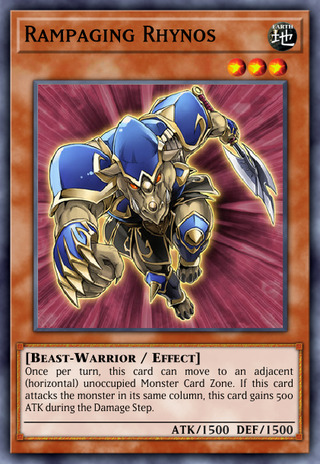 Rampaging Rhynos
EARTH
地
[Beast-Warrior / Effect]
Once per turn, this card can move to an adjacent
(horizontal) unoccupied Monster Card Zone. If this card
attacks the monster in its same column, this card gains 500
ATK during the Damage Step.
ATK/1500 DEF/1500